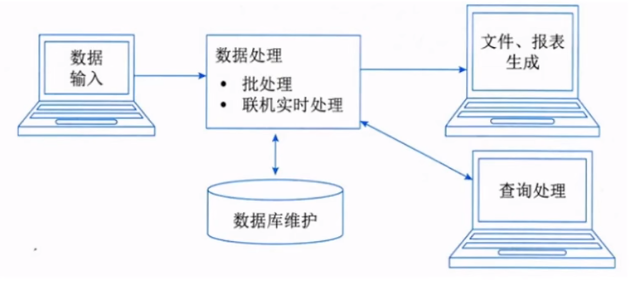 数据
输入
数据处理
• 批处理
• 联机实时处理
文件、报表
生成
数据库维护
查询处理